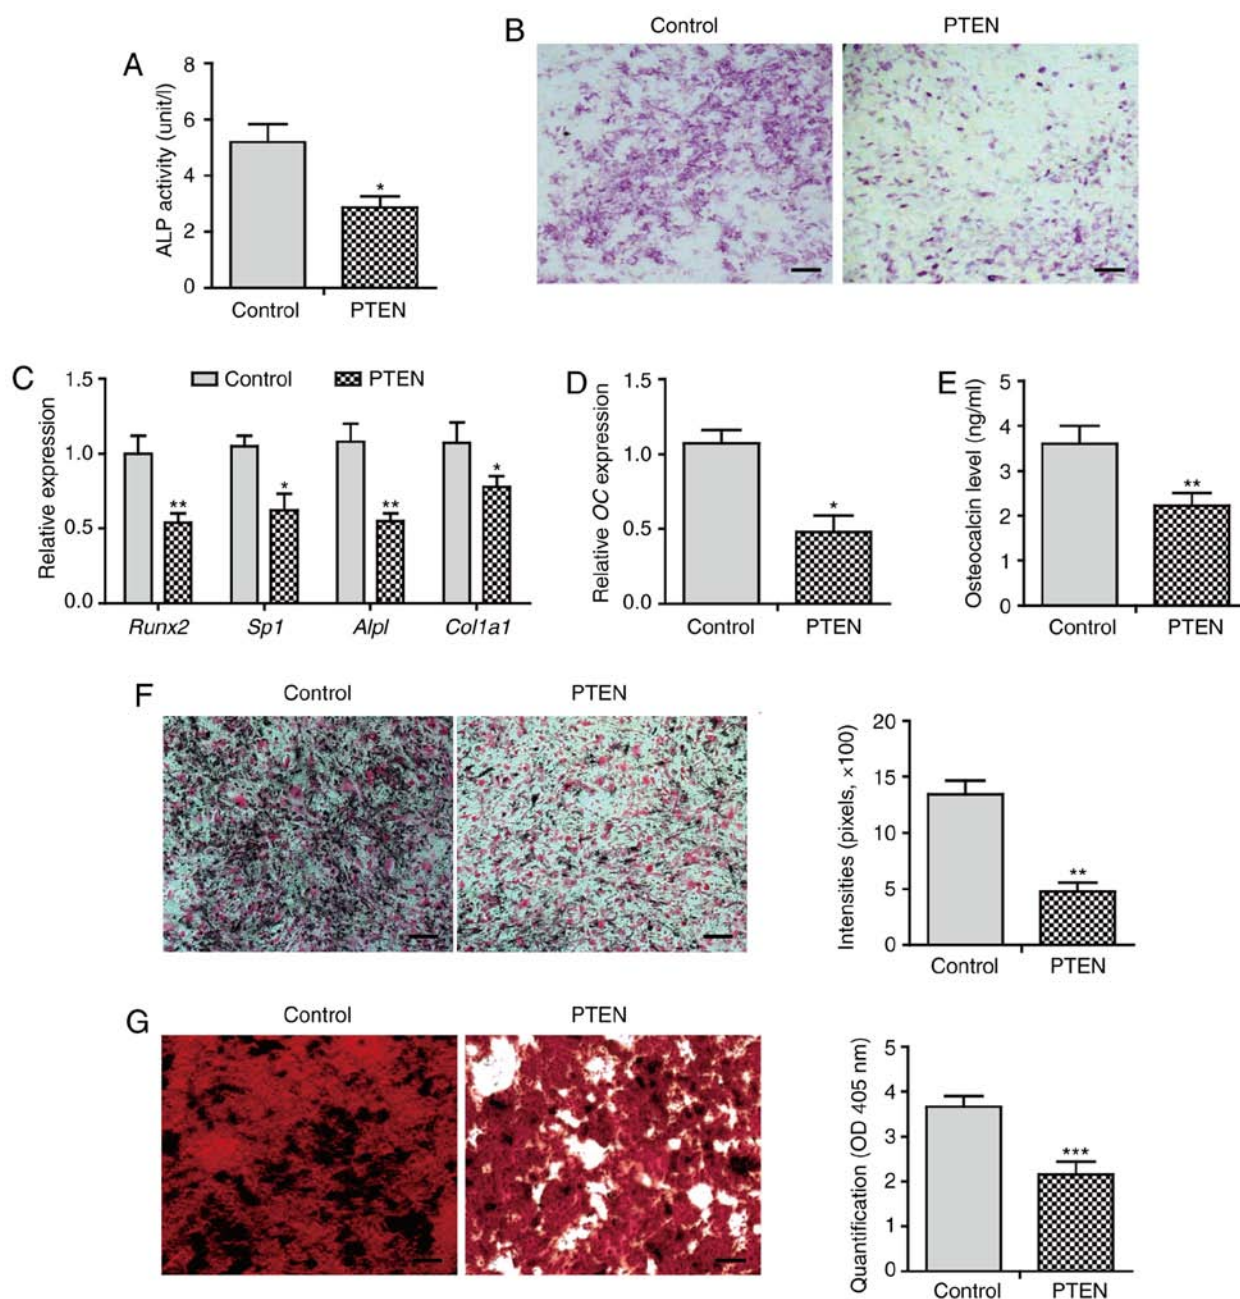 A
ALP activity (unit/l)
8
6
4
2
0
*
Control
PTEN
B
Control
PTEN
C
Control
PTEN
Relative expression
1.5
1.0
0.5
0.0
**
*
**
*
Runx2
Sp1
Alpl
Col1a1
D
Relative OC expression
1.5
1.0
0.5
0.0
*
Control
PTEN
E
Osteocalcin level (ng/ml)
5
4
3
2
1
0
**
Control
PTEN
F
Control
PTEN
Intensities (pixels, ×100)
20
15
10
5
0
**
Control
PTEN
G
Control
PTEN
Quantification (OD 405 nm)
5
4
3
2
1
0
***
Control
PTEN